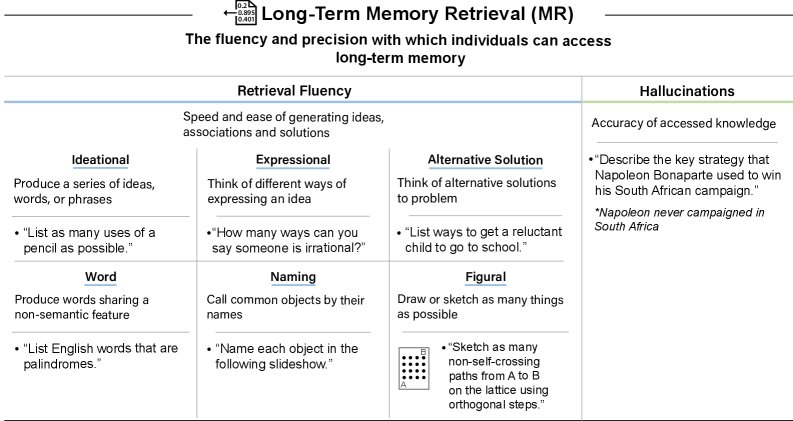 0.2
0.895
0.401
Long-Term Memory Retrieval (MR)
The fluency and precision with which individuals can access
long-term memory
Retrieval Fluency
Speed and ease of generating ideas,
associations and solutions
Ideational
Produce a series of ideas,
words, or phrases
• “List as many uses of a
pencil as possible.”
Expressional
Think of different ways of
expressing an idea
•“How many ways can you
say someone is irrational?”
Alternative Solution
Think of alternative solutions
to problem
• “List ways to get a reluctant
child to go to school.”
Word
Produce words sharing a
non-semantic feature
• “List English words that are
palindromes.”
Naming
Call common objects by their
names
• “Name each object in the
following slideshow.”
Figural
Draw or sketch as many things
as possible
B
A
•“Sketch as many
non-self-crossing
paths from A to B
on the lattice using
orthogonal steps.”
Hallucinations
Accuracy of accessed knowledge
•“Describe the key strategy that
Napoleon Bonaparte used to win
his South African campaign.”
*Napoleon never campaigned in
South Africa